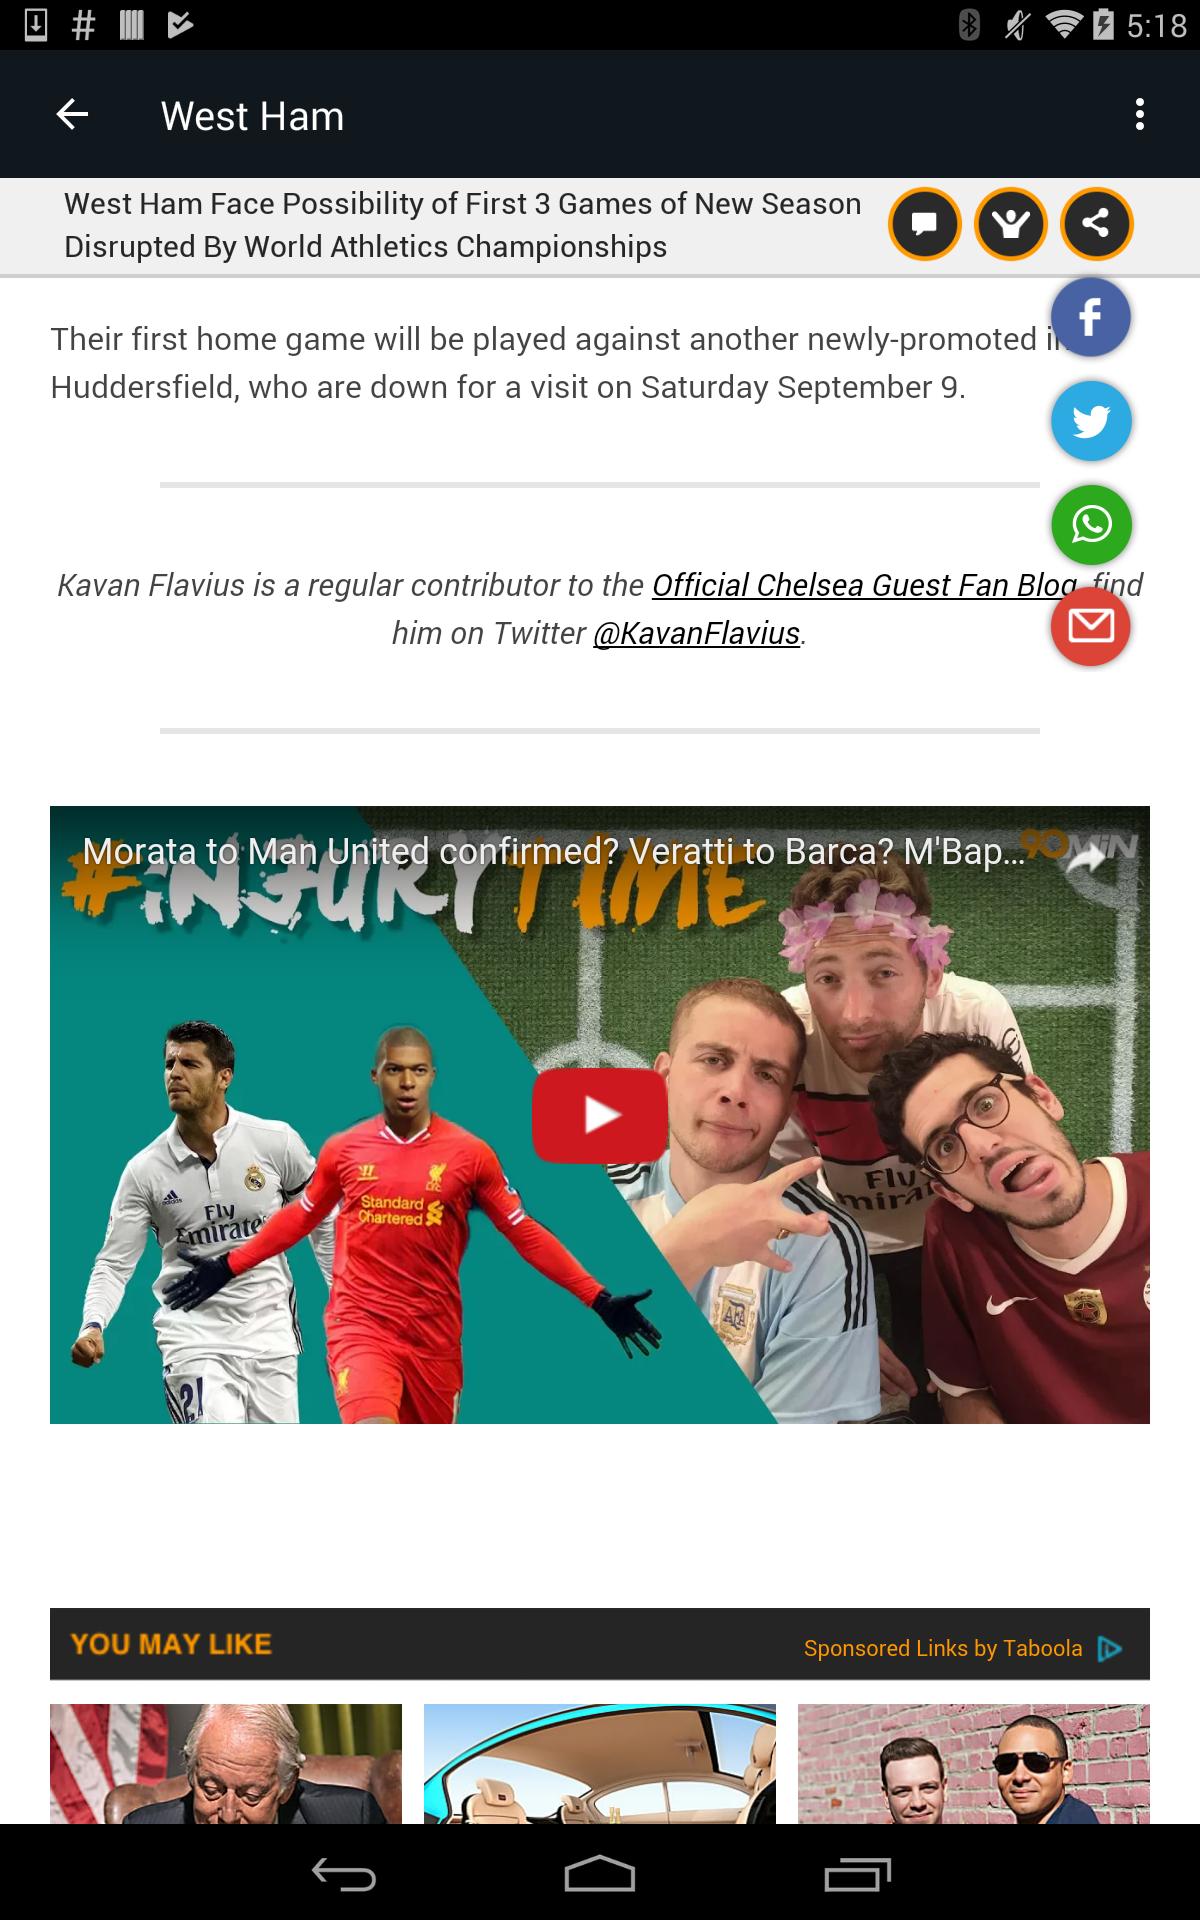 5:18
West Ham
West Ham Face Possibility of First 3 Games of New Season
Disrupted By World Athletics Championships
Their first home game will be played against another newly-promoted in
Huddersfield, who are down for a visit on Saturday September 9.
Kavan Flavius is a regular contributor to the Official Chelsea Guest Fan Blog, find
him on Twitter @KavanFlavius.
Morata to Man United confirmed? Veratti to Barca? M'Bap...
90MiN
#iNJURYTIME
Fly
Emirates
Standard
Chartered
adidas
Fly
Emirates
AFA
21
YOU MAY LIKE
Sponsored Links by Taboola